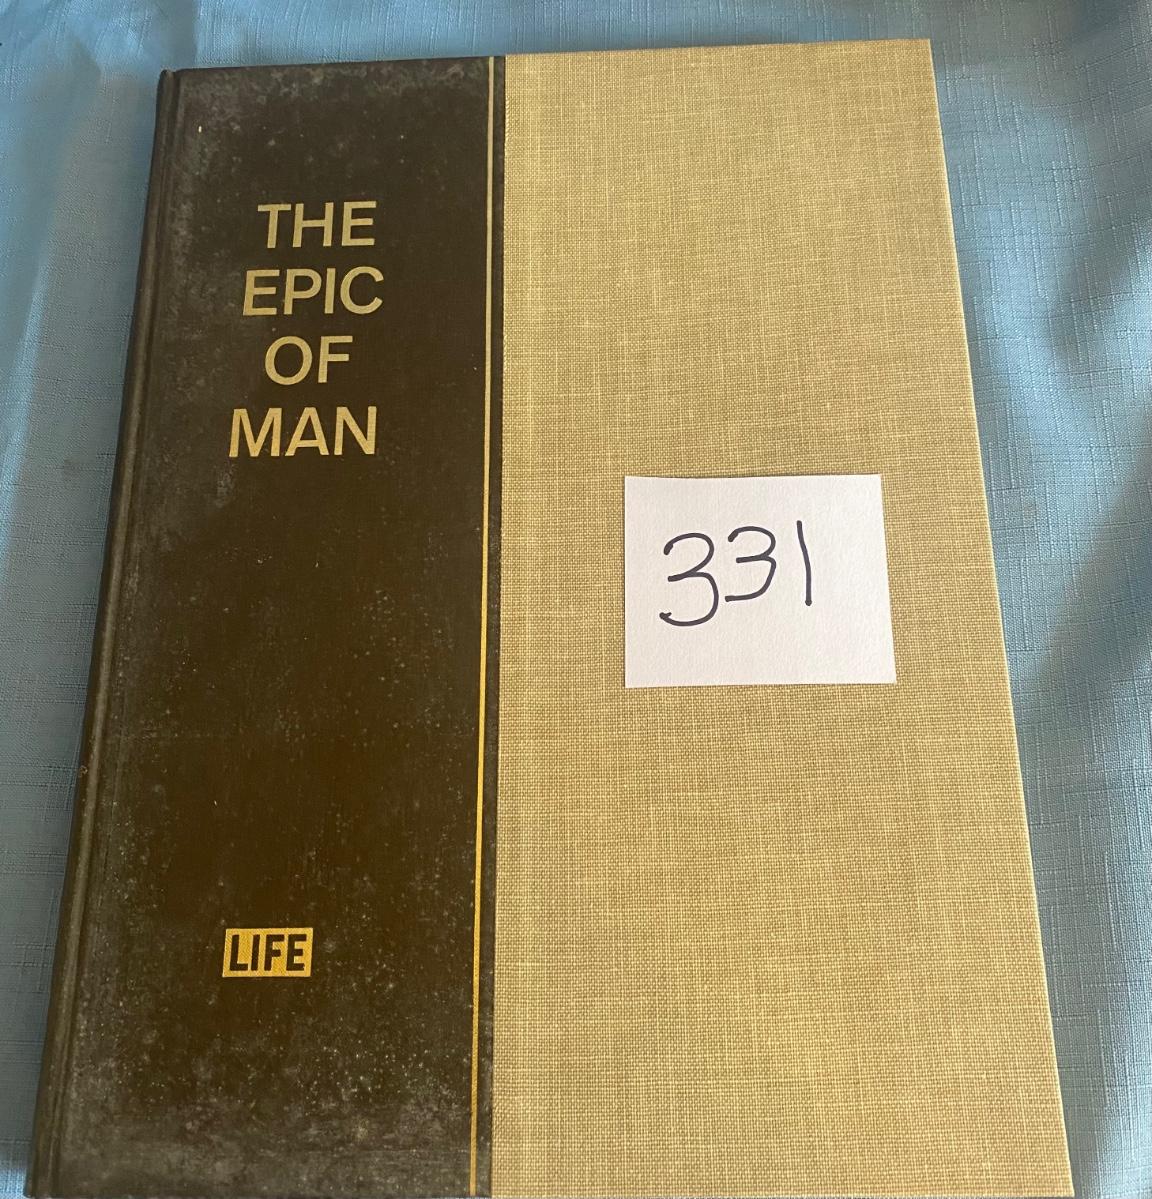 THE
EPIC
OF
MAN
331
LIFE